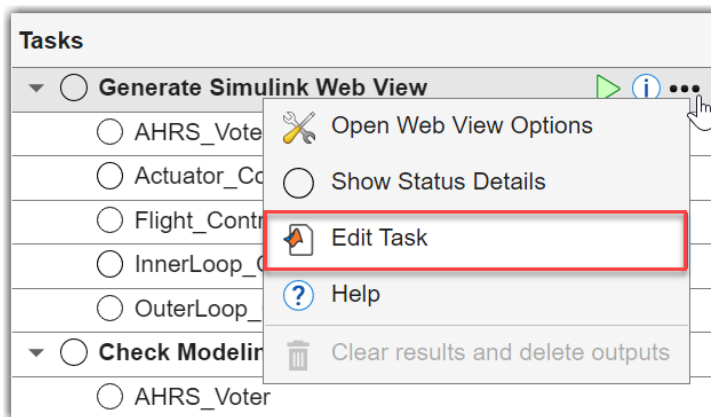 Tasks
Generate Simulink Web View
AHRS_Vote
Open Web View Options
Actuator_Co
Show Status Details
Flight_Contr
Edit Task
InnerLoop_
Help
OuterLoop_
Check Modelin
Clear results and delete outputs
AHRS_Voter